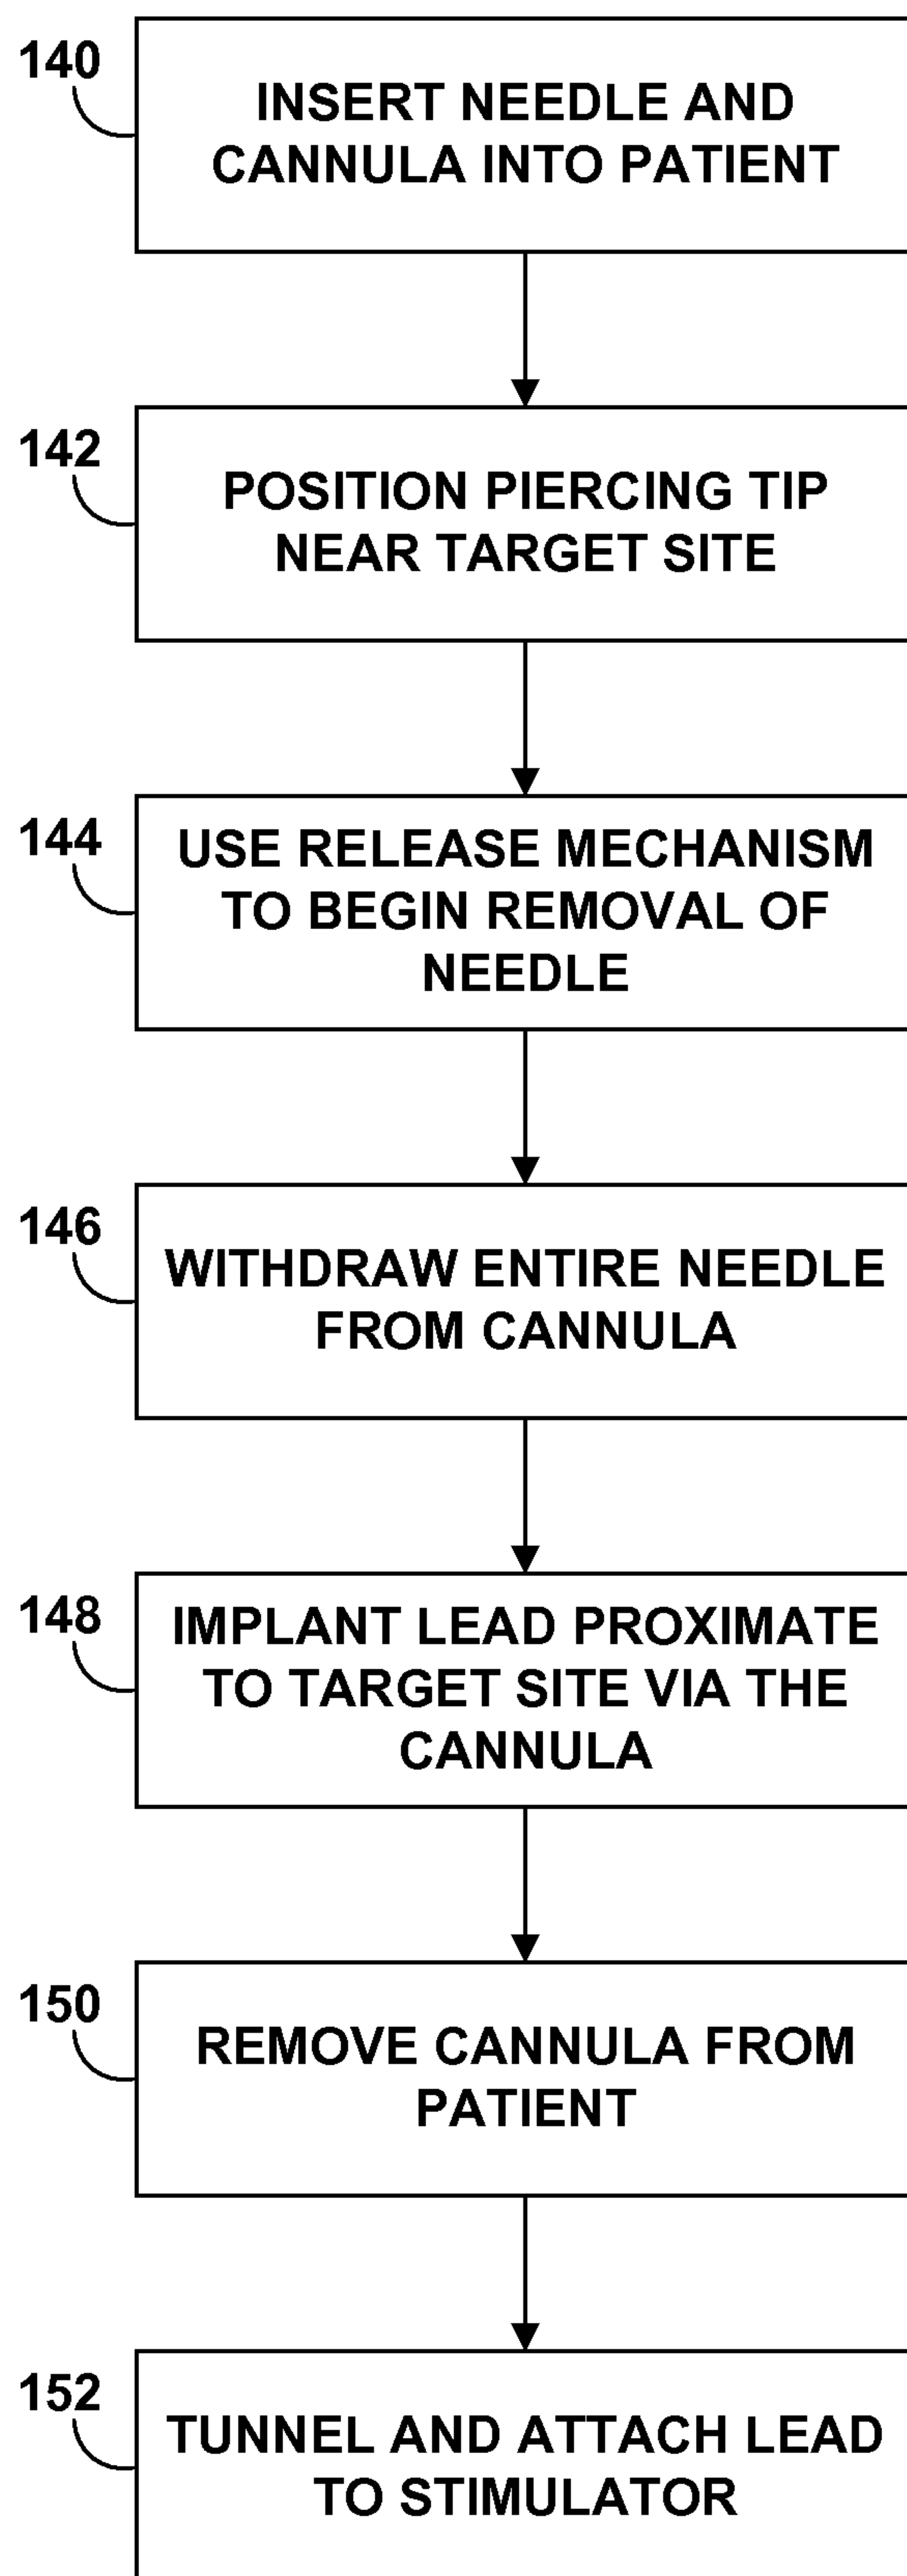 140
INSERT NEEDLE AND
CANNULA INTO PATIENT
142
POSITION PIERCING TIP
NEAR TARGET SITE
144
USE RELEASE MECHANISM
TO BEGIN REMOVAL OF
NEEDLE
146
WITHDRAW ENTIRE NEEDLE
FROM CANNULA
148
IMPLANT LEAD PROXIMATE
TO TARGET SITE VIA THE
CANNULA
150
REMOVE CANNULA FROM
PATIENT
152
TUNNEL AND ATTACH LEAD
TO STIMULATOR